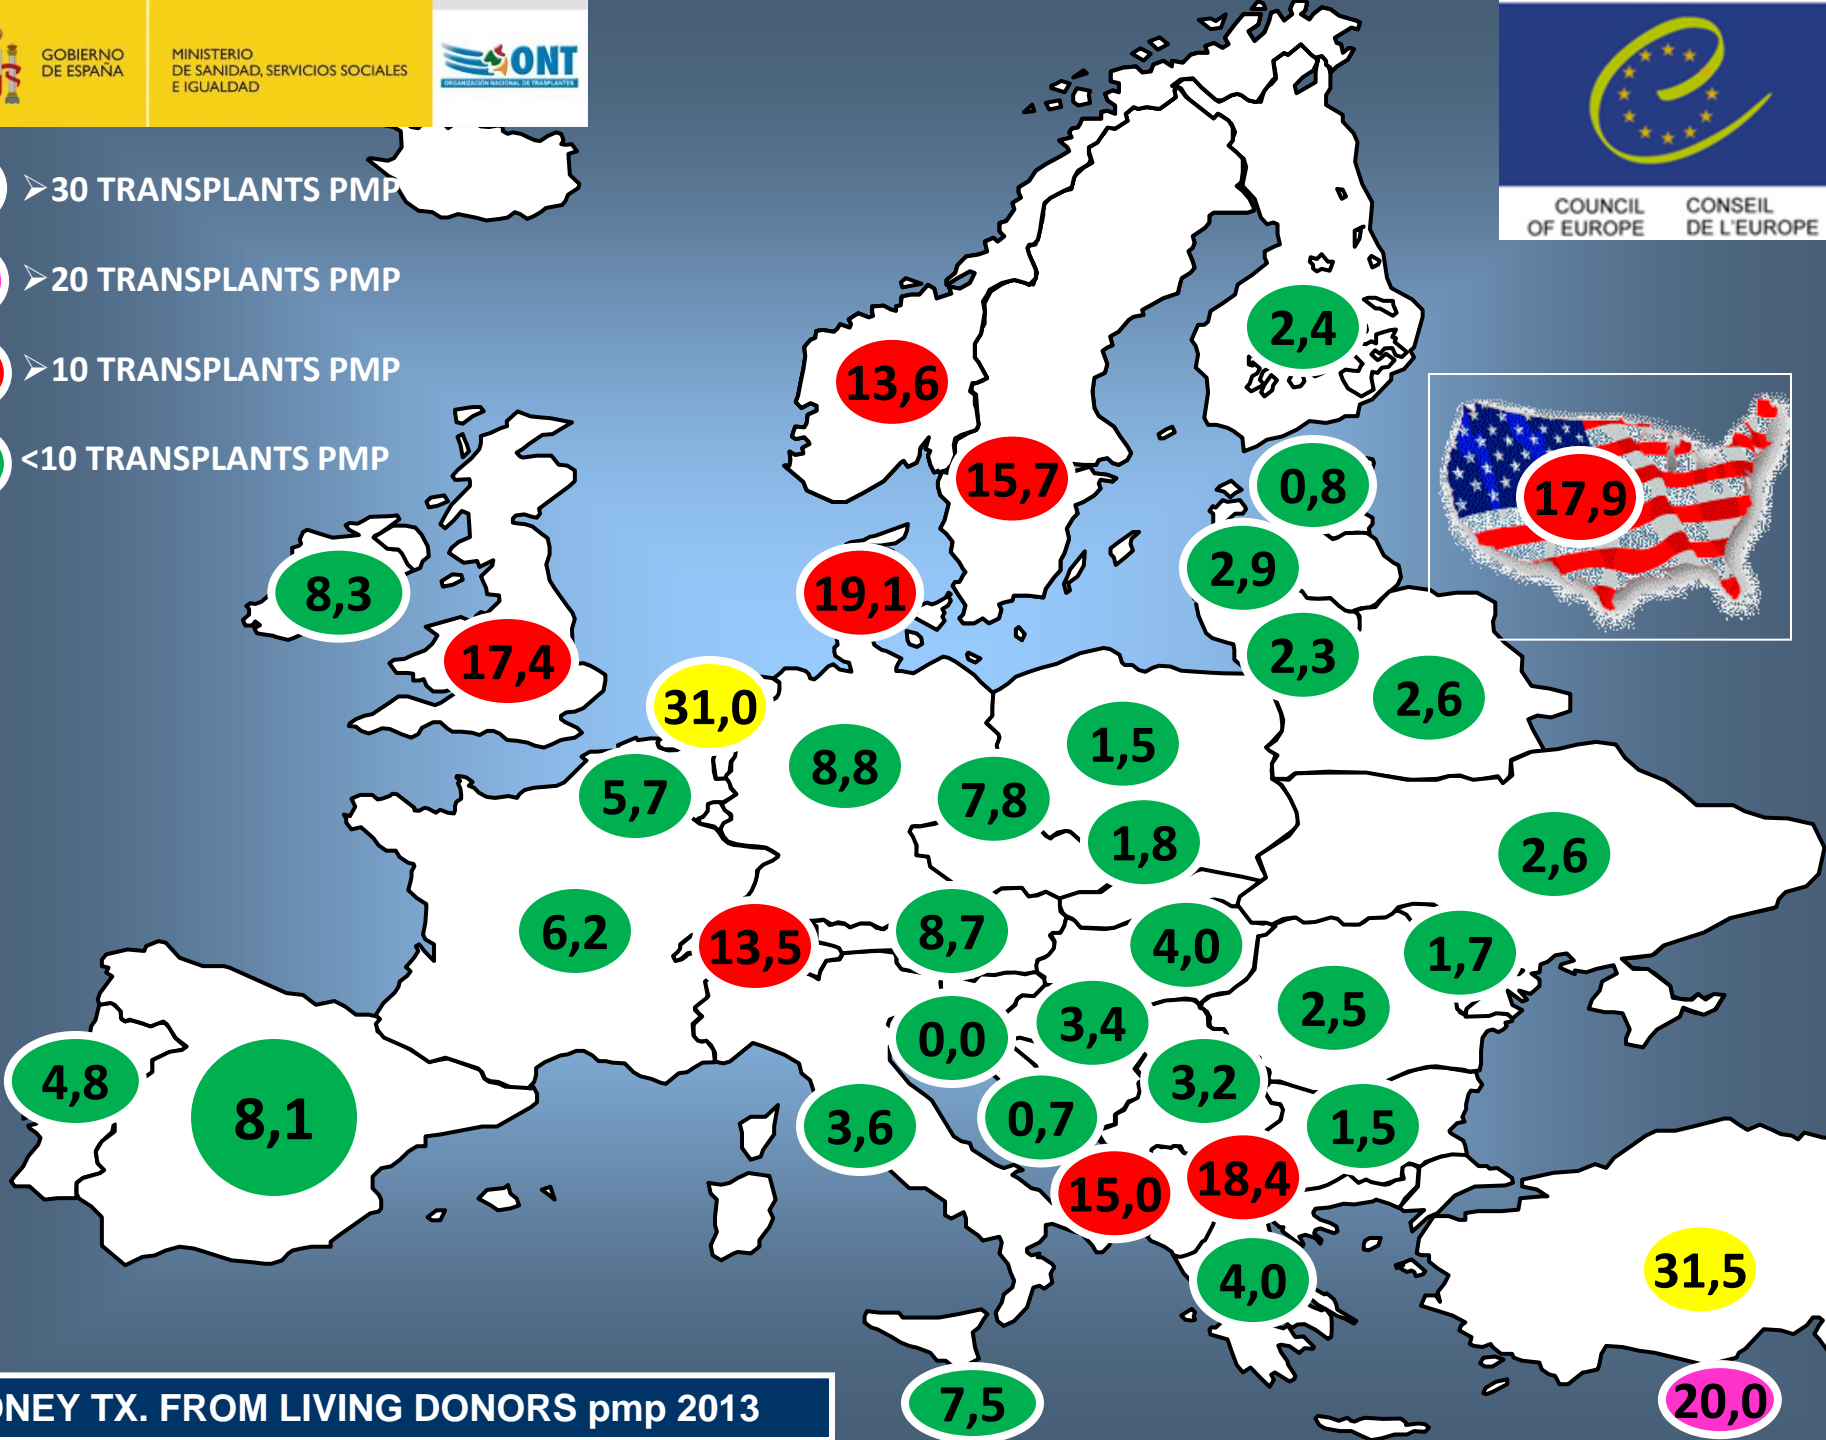 GOBIERNO
DE ESPAÑA
MINISTERIO
DE SANIDAD, SERVICIOS SOCIALES
E IGUALDAD
ONT
ORGANIZACIÓN NACIONAL DE TRASPLANTES
COUNCIL
OF EUROPE
CONSEIL
DE L'EUROPE
➢30 TRANSPLANTS PMP
➢20 TRANSPLANTS PMP
➢10 TRANSPLANTS PMP
<10 TRANSPLANTS PMP
2,4
13,6
15,7
0,8
17,9
2,9
8,3
19,1
17,4
2,3
2,6
31,0
1,5
8,8
5,7
7,8
1,8
2,6
6,2
8,7
13,5
4,0
1,7
2,5
3,4
0,0
4,8
3,2
8,1
0,7
3,6
1,5
15,0
18,4
31,5
4,0
20,0
7,5
NEY TX. FROM LIVING DONORS pmp 2013